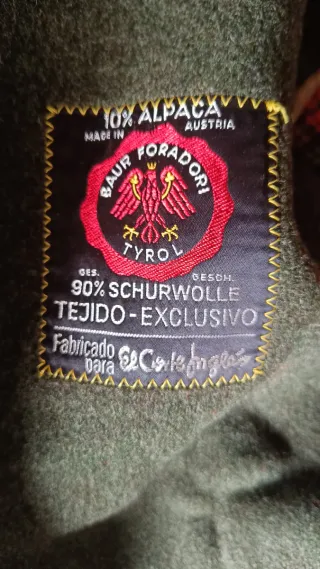 10% ALPACA
MADE IN AUSTRIA
BAUR FORADORI
TYROL
GES. GESCH.
90% SCHURWOLLE
TEJIDO-EXCLUSIVO
Fabricado para El Corte Inglés